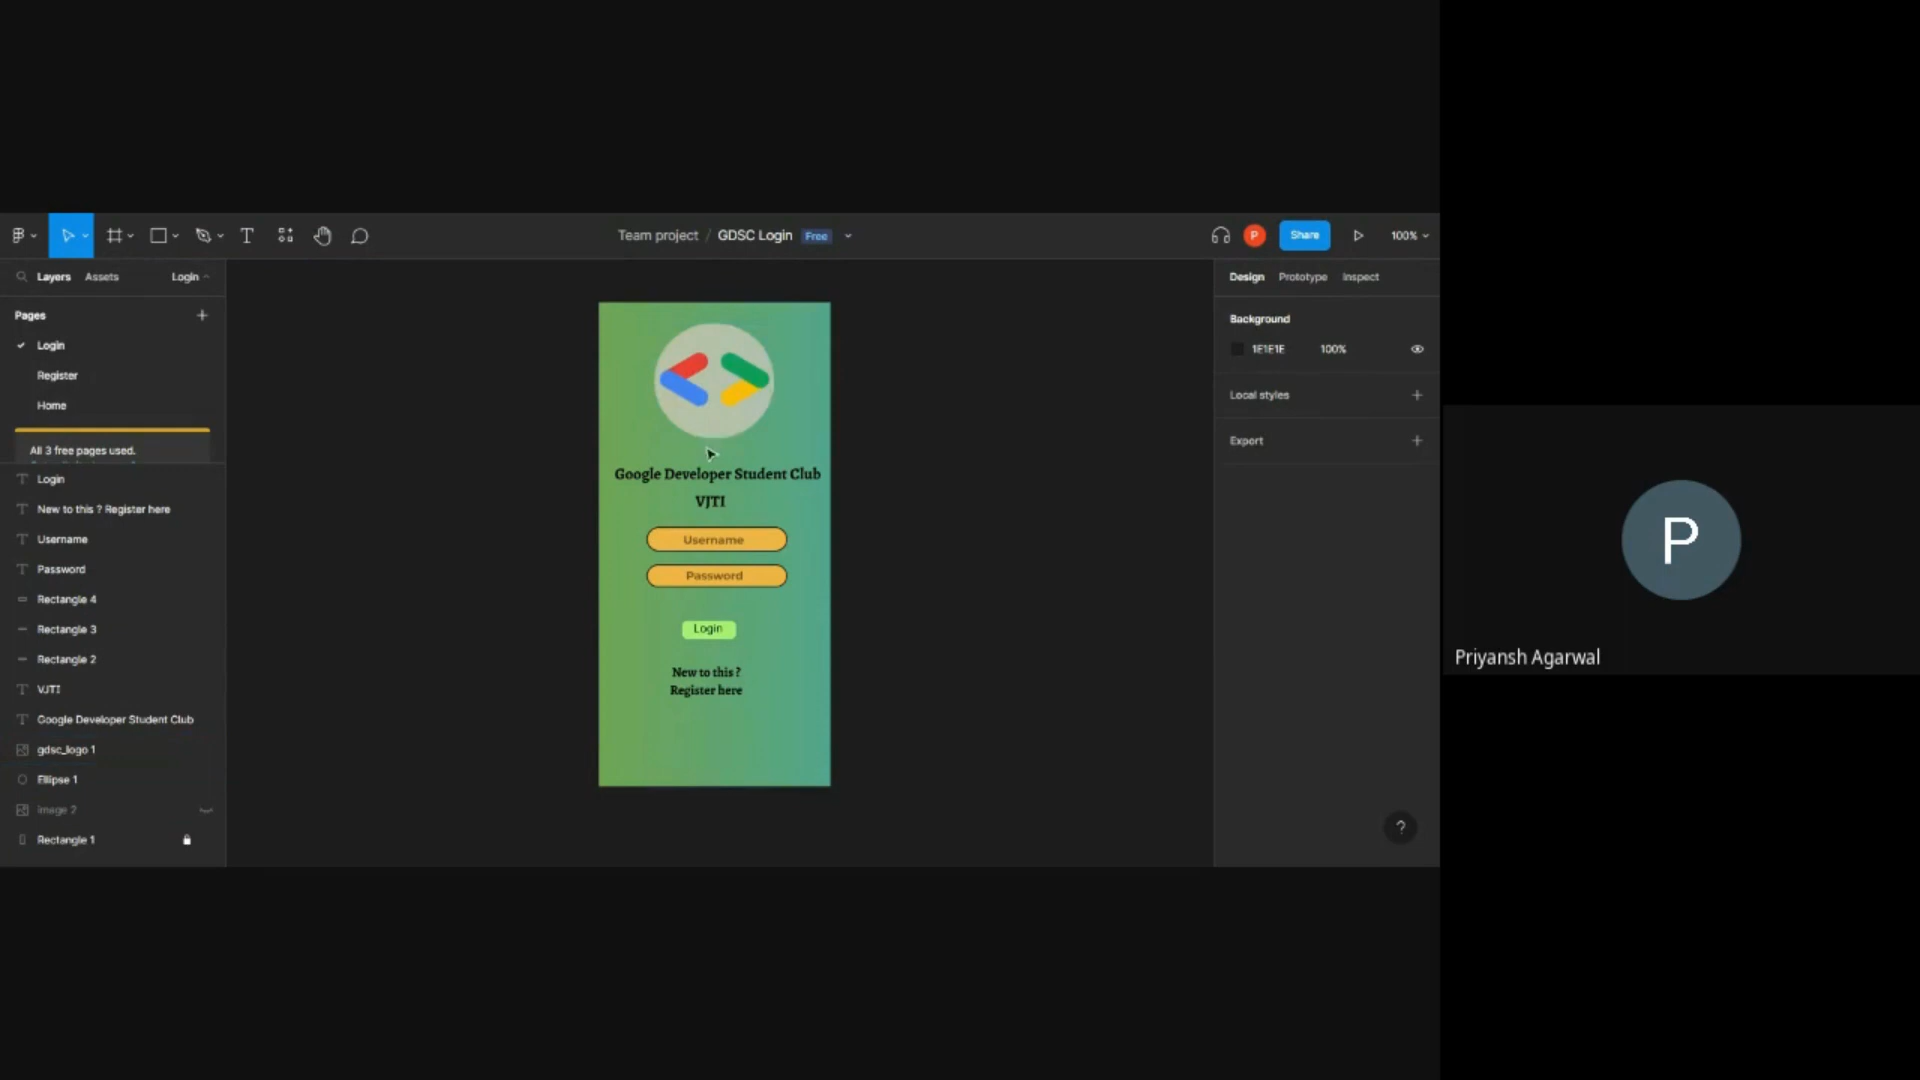 Team project / GDSC Login Free
P Share 100%
Layers Assets Login
Pages
Login
Register
Home
All 3 free pages used.
Login
New to this ? Register here
Username
Password
Rectangle 4
Rectangle 3
Rectangle 2
VJTI
Google Developer Student Club
gdsc_logo 1
Ellipse 1
Image 2
Rectangle 1
Google Developer Student Club
VJTI
Username
Password
Login
New to this ?
Register here
Design Prototype Inspect
Background
1E1E1E 100%
Local styles
Export
?
P
Priyansh Agarwal